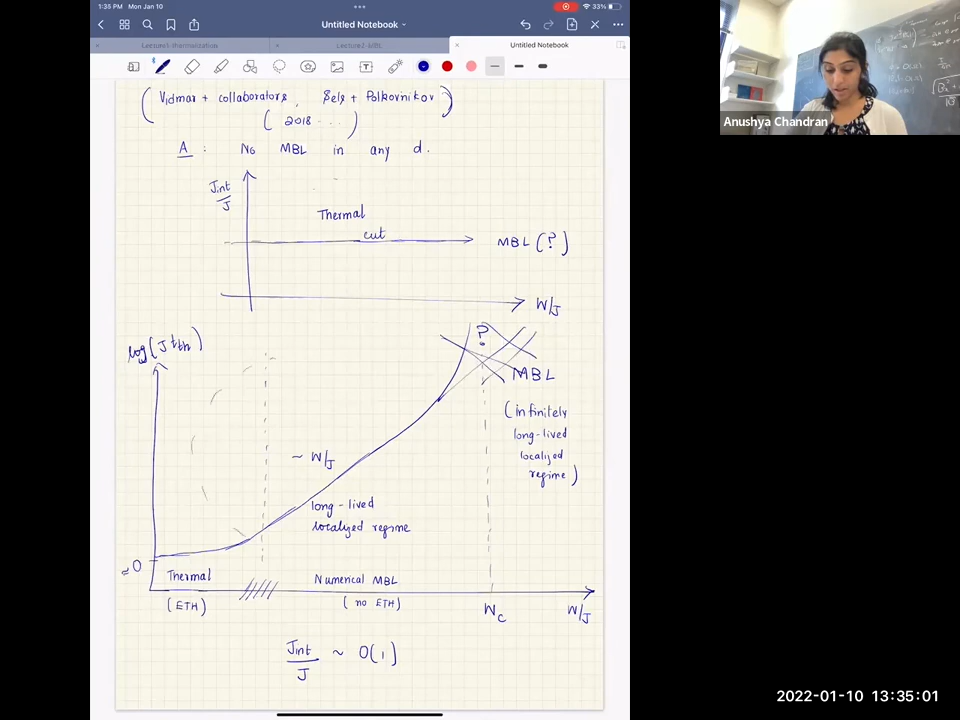 1:35 PM Mon Jan 10
33%
Untitled Notebook
Lecture1-thermalization
Lecture2-MBL
Untitled Notebook
Anushya Chandran
(Vidmar + collaborators, Sels + Polkovnikov)
(2018 ...)
A : No MBL in any d.
Jint/J
Thermal
cut
MBL (?)
W/J
log(J tth)
?
MBL
(infinitely
long-lived
localized
regime)
~ W/J
long-lived
localized regime
≈0
Thermal
Numerical MBL
(ETH)
(no ETH)
Wc
W/J
Jint/J ~ O(1)
2022-01-10 13:35:01